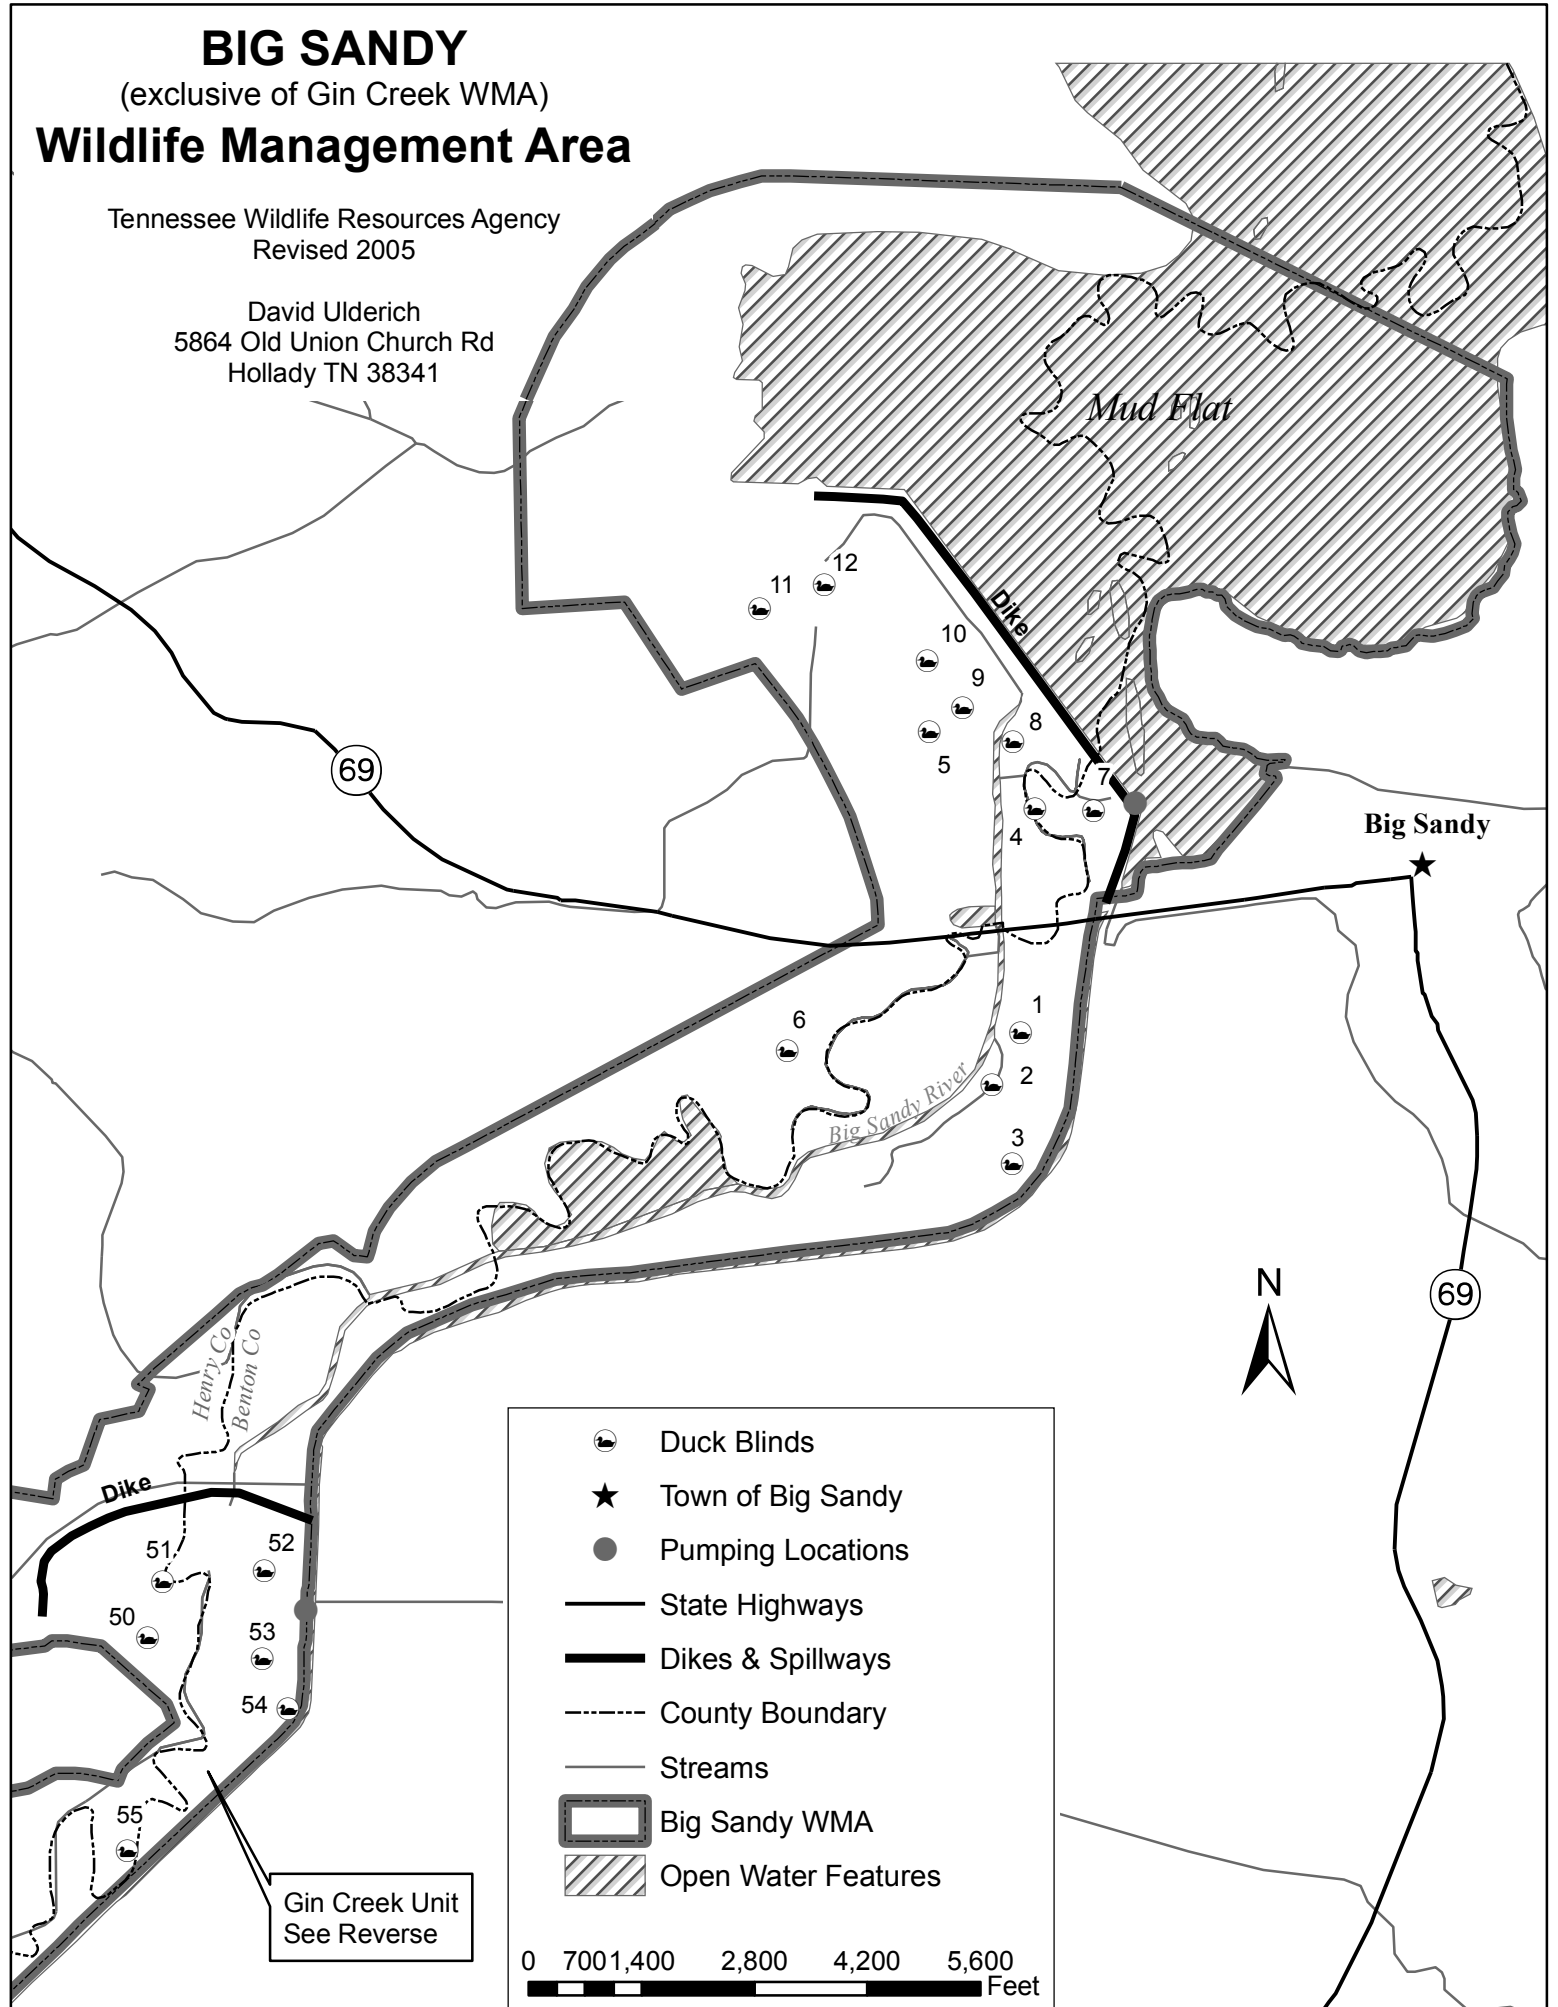 BIG SANDY
(exclusive of Gin Creek WMA)
Wildlife Management Area
Tennessee Wildlife Resources Agency
Revised 2005
David Ulderich
5864 Old Union Church Rd
Hollady TN 38341
Mud Flat
12
11
Dike
10
9
8
5
7
69
4
Big Sandy
1
6
2
Big Sandy River
3
N
69
Henry Co
Benton Co
Dike
51
52
50
53
54
55
Gin Creek Unit
See Reverse
Duck Blinds
Town of Big Sandy
Pumping Locations
State Highways
Dikes & Spillways
County Boundary
Streams
Big Sandy WMA
Open Water Features
0 700 1,400 2,800 4,200 5,600
Feet